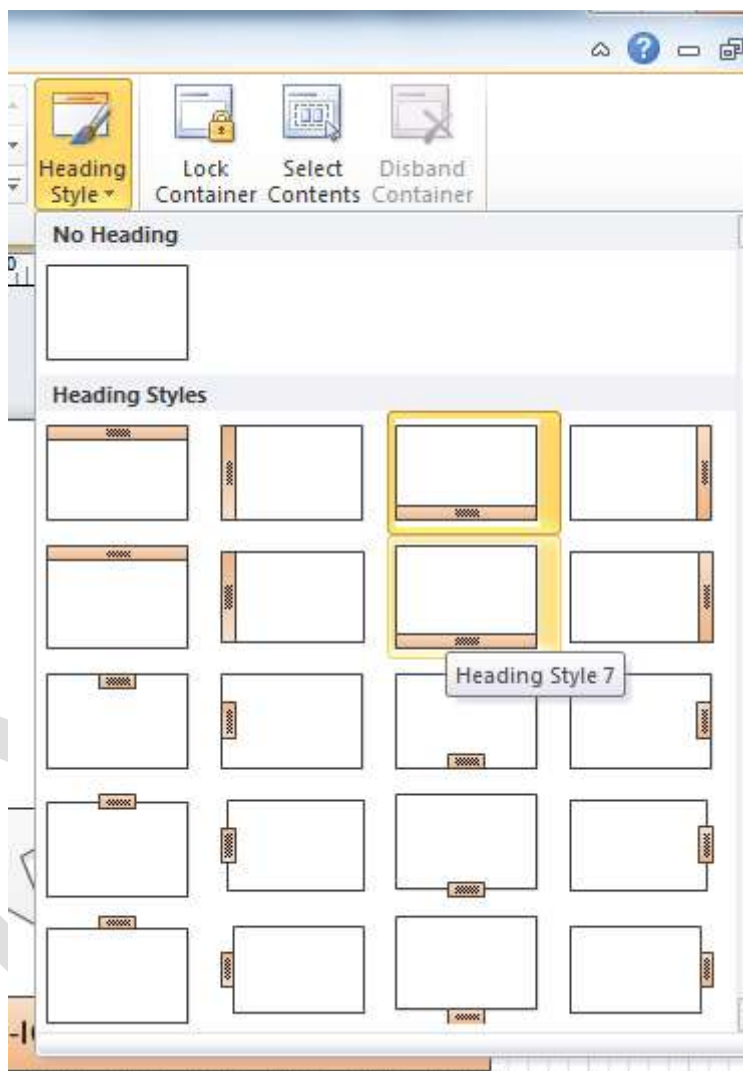 Heading Style
Lock Container
Select Contents
Disband Container
No Heading
Heading Styles
Heading Style 7